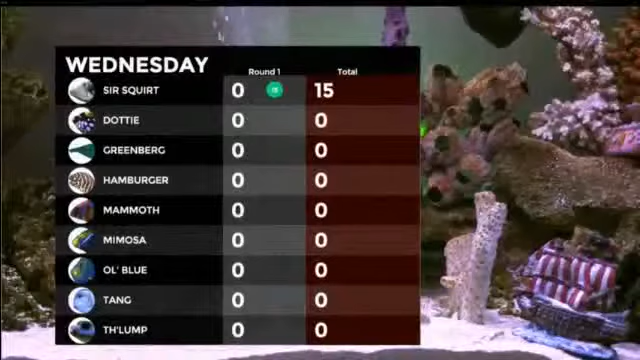 WEDNESDAY
Round 1 Total
SIR SQUIRT 0 15 15
DOTTIE 0 0
GREENBERG 0 0
HAMBURGER 0 0
MAMMOTH 0 0
MIMOSA 0 0
OL' BLUE 0 0
TANG 0 0
TH'LUMP 0 0